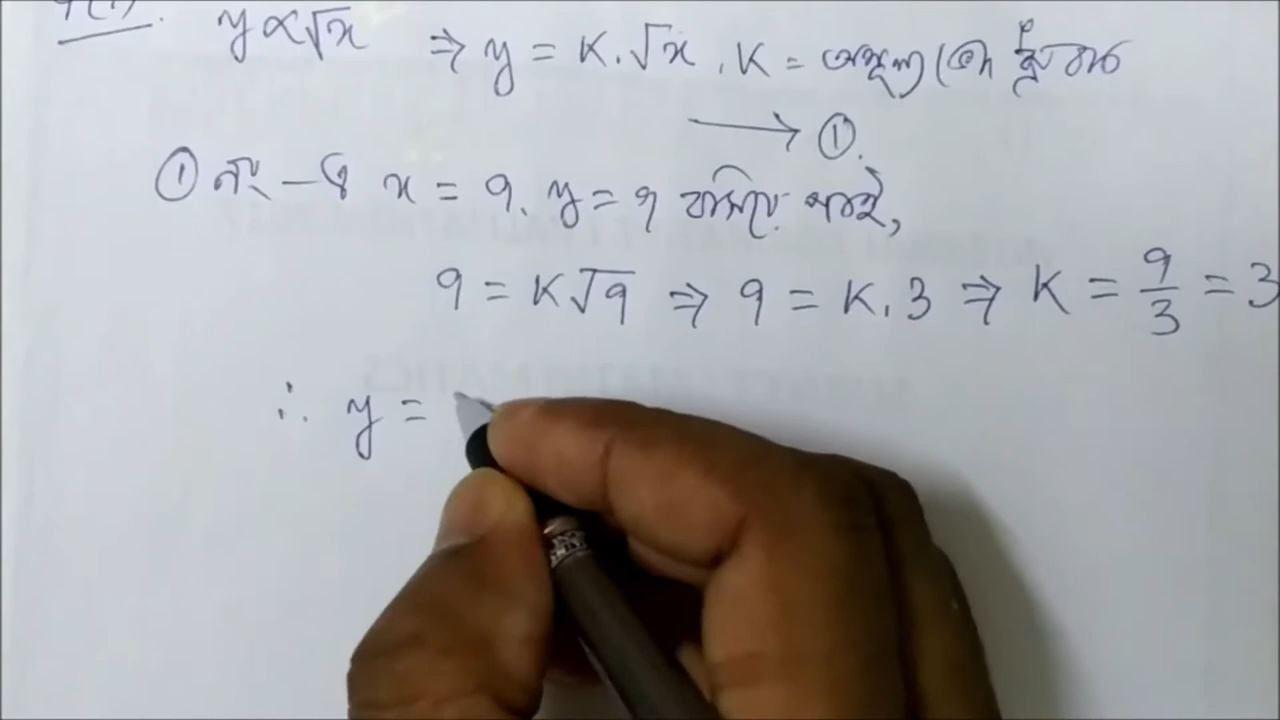 y ∝ √x ⇒ y = K.√x , K = অশূন্য ভেদ ধ্রুবক
→ ①.
① নং-এ x = 9, y = 9 বসিয়ে পাই,
9 = K√9 ⇒ 9 = K.3 ⇒ K = 9/3 = 3
∴ y =